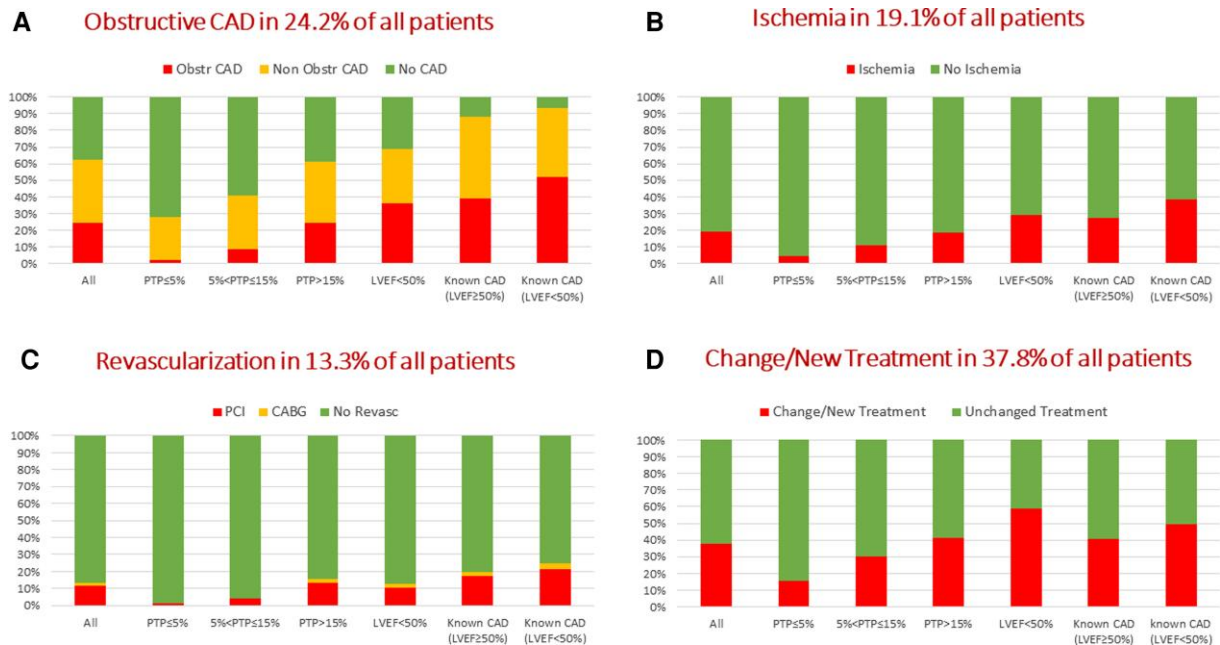 A
Obstructive CAD in 24.2% of all patients
Obstr CAD Non Obstr CAD No CAD
100%
90%
80%
70%
60%
50%
40%
30%
20%
10%
0%
All PTP≤5% 5%<PTP≤15% PTP>15% LVEF<50% Known CAD Known CAD
(LVEF≥50%) (LVEF<50%)
B
Ischemia in 19.1% of all patients
Ischemia No Ischemia
100%
90%
80%
70%
60%
50%
40%
30%
20%
10%
0%
All PTP≤5% 5%<PTP≤15% PTP>15% LVEF<50% Known CAD Known CAD
(LVEF≥50%) (LVEF<50%)
C
Revascularization in 13.3% of all patients
PCI CABG No Revasc
100%
90%
80%
70%
60%
50%
40%
30%
20%
10%
0%
All PTP≤5% 5%<PTP≤15% PTP>15% LVEF<50% Known CAD Known CAD
(LVEF≥50%) (LVEF<50%)
D
Change/New Treatment in 37.8% of all patients
Change/New Treatment Unchanged Treatment
100%
90%
80%
70%
60%
50%
40%
30%
20%
10%
0%
All PTP≤5% 5%<PTP≤15% PTP>15% LVEF<50% Known CAD known CAD
(LVEF≥50%) (LVEF<50%)